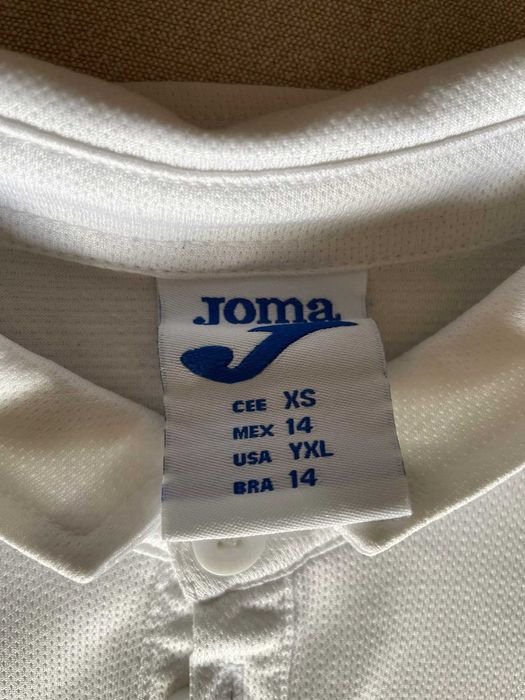 Joma
CEE XS
MEX 14
USA YXL
BRA 14